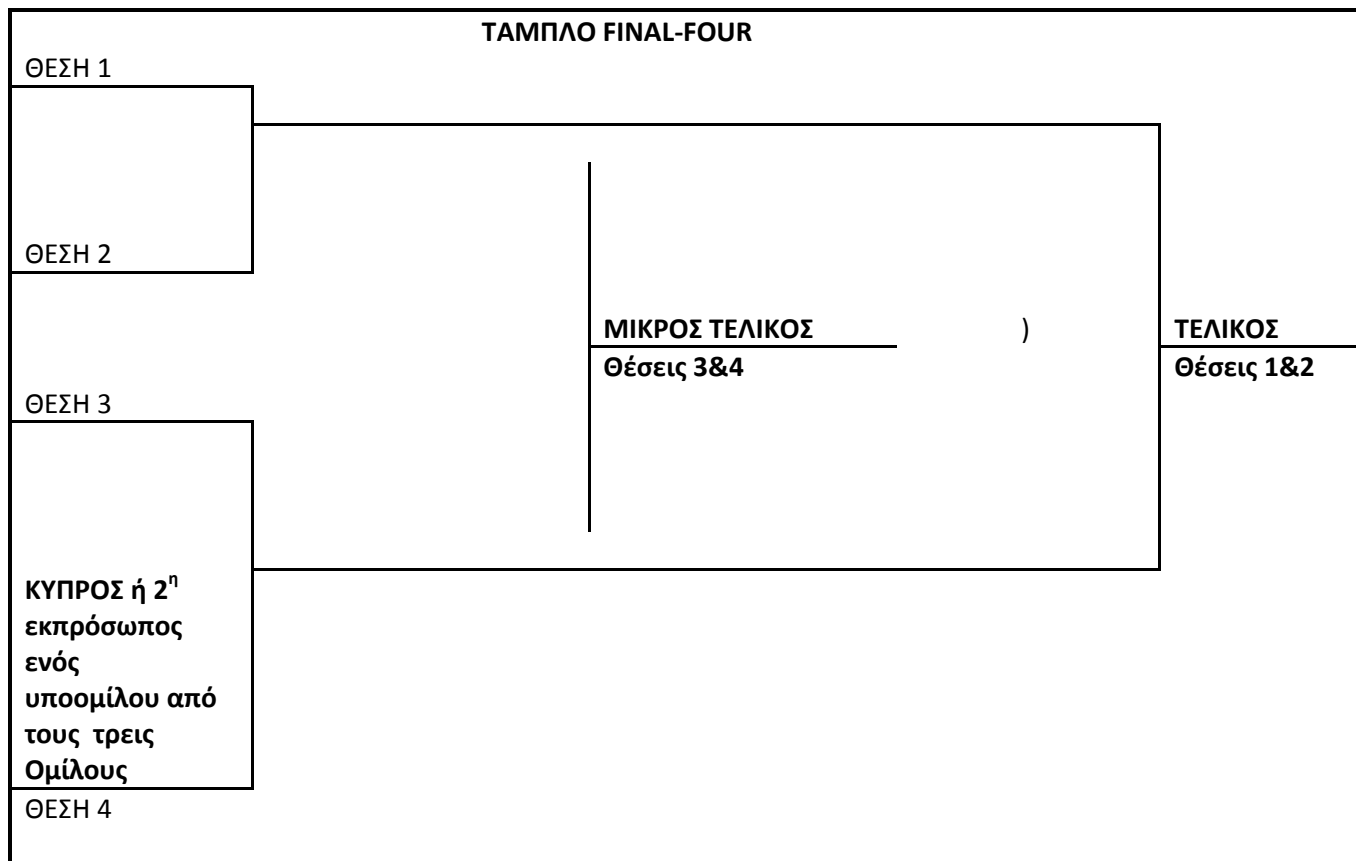 ΤΑΜΠΛΟ FINAL-FOUR
ΘΕΣΗ 1
ΘΕΣΗ 2
ΜΙΚΡΟΣ ΤΕΛΙΚΟΣ )
Θέσεις 3&4
ΤΕΛΙΚΟΣ
Θέσεις 1&2
ΘΕΣΗ 3
ΚΥΠΡΟΣ ή 2η
εκπρόσωπος
ενός
υποομίλου από
τους τρεις
Ομίλους
ΘΕΣΗ 4